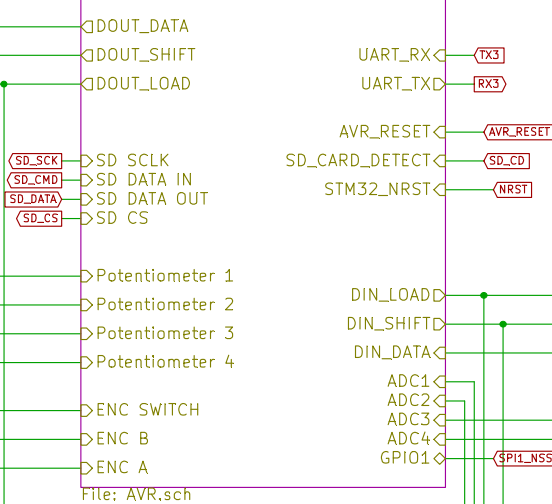 DOUT_DATA
DOUT_SHIFT
UART_RX TX3
DOUT_LOAD
UART_TX RX3
AVR_RESET AVR_RESET
SD_SCK SD SCLK
SD_CARD_DETECT SD_CD
SD_CMD SD DATA IN
STM32_NRST NRST
SD_DATA SD DATA OUT
SD_CS SD CS
Potentiometer 1
DIN_LOAD
Potentiometer 2
DIN_SHIFT
Potentiometer 3
DIN_DATA
Potentiometer 4
ADC1
ADC2
ENC SWITCH
ADC3
ENC B
ADC4
GPIO1 SPI1_NSS
ENC A
File: AVR.sch